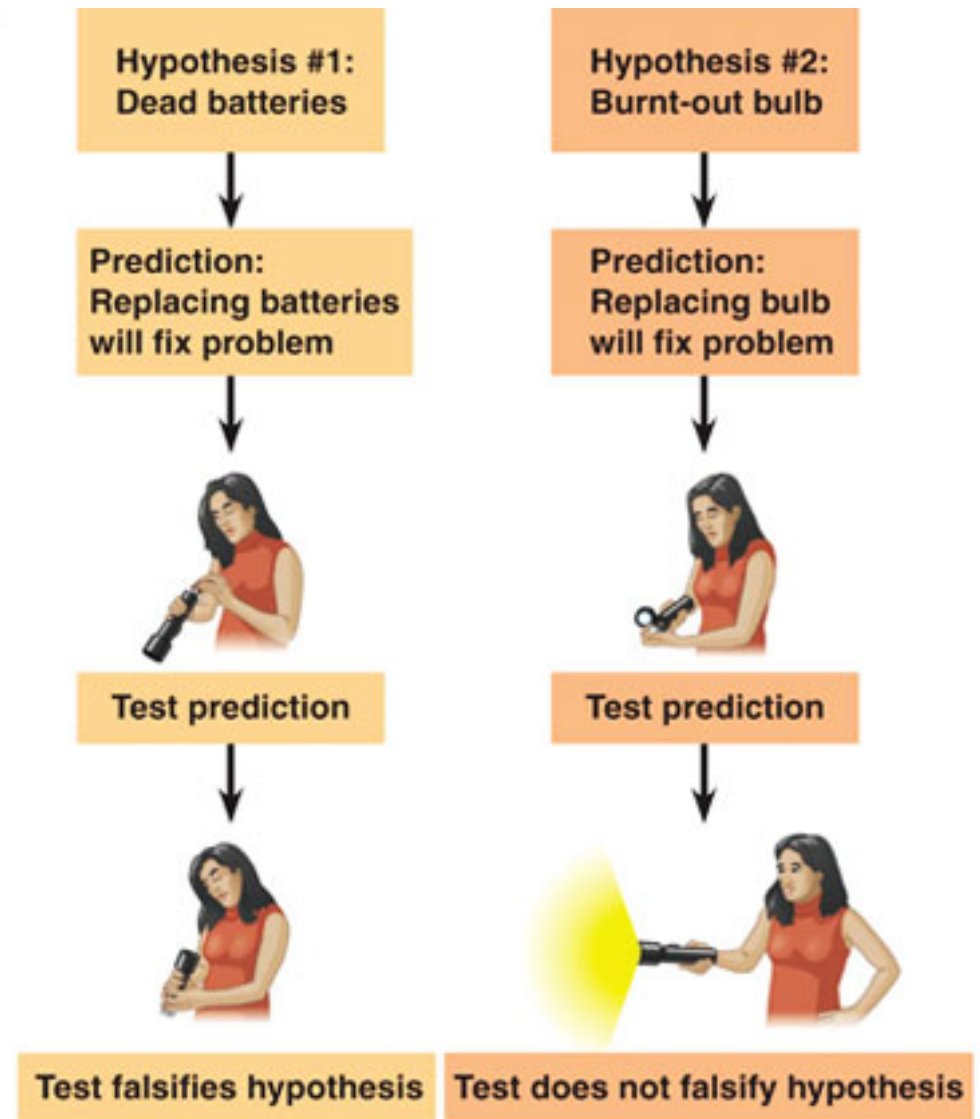 Hypothesis #1:
Dead batteries
Prediction:
Replacing batteries
will fix problem
Test prediction
Test falsifies hypothesis
Hypothesis #2:
Burnt-out bulb
Prediction:
Replacing bulb
will fix problem
Test prediction
Test does not falsify hypothesis